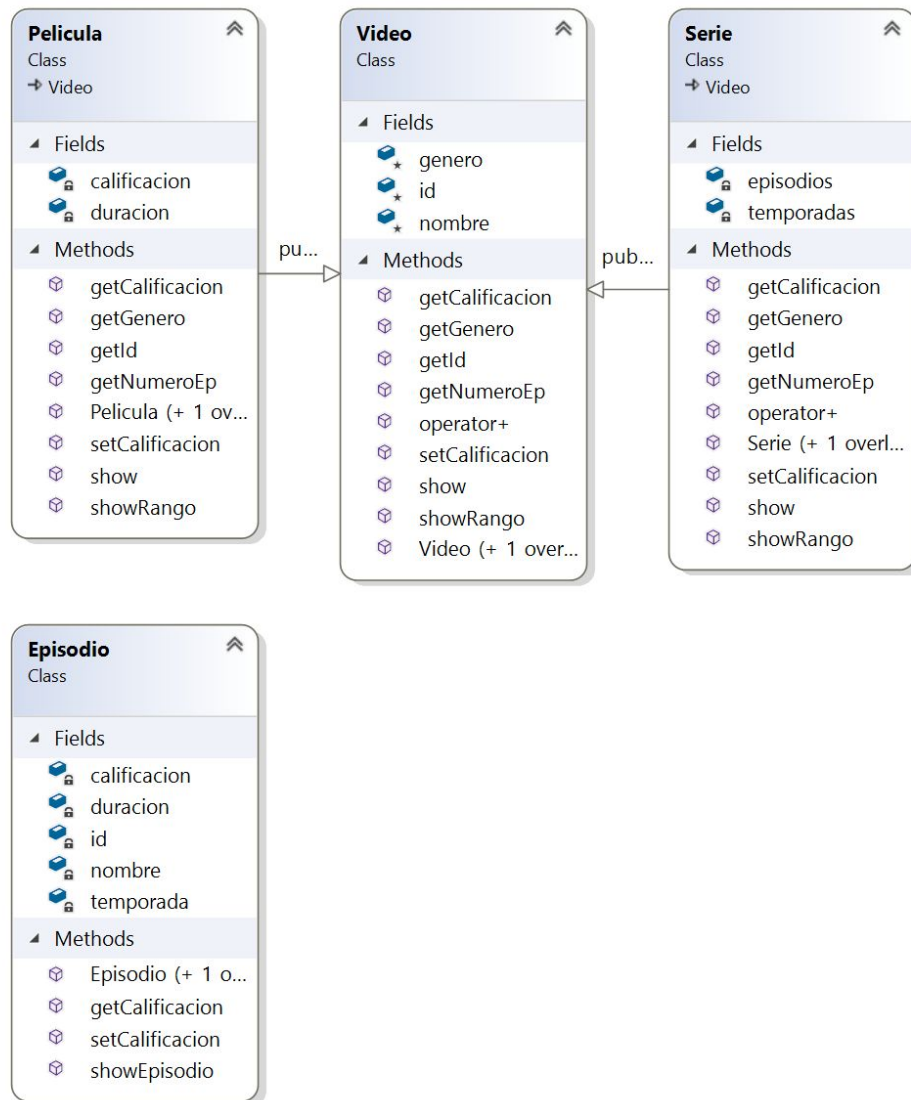 Pelicula
Class
Video
Fields
calificacion
duracion
Methods
getCalificacion
getGenero
getId
getNumeroEp
Pelicula (+ 1 ov...
setCalificacion
show
showRango
pu...
Video
Class
Fields
genero
id
nombre
Methods
getCalificacion
getGenero
getId
getNumeroEp
operator+
setCalificacion
show
showRango
Video (+ 1 over...
pub...
Serie
Class
Video
Fields
episodios
temporadas
Methods
getCalificacion
getGenero
getId
getNumeroEp
operator+
Serie (+ 1 overl...
setCalificacion
show
showRango
Episodio
Class
Fields
calificacion
duracion
id
nombre
temporada
Methods
Episodio (+ 1 o...
getCalificacion
setCalificacion
showEpisodio